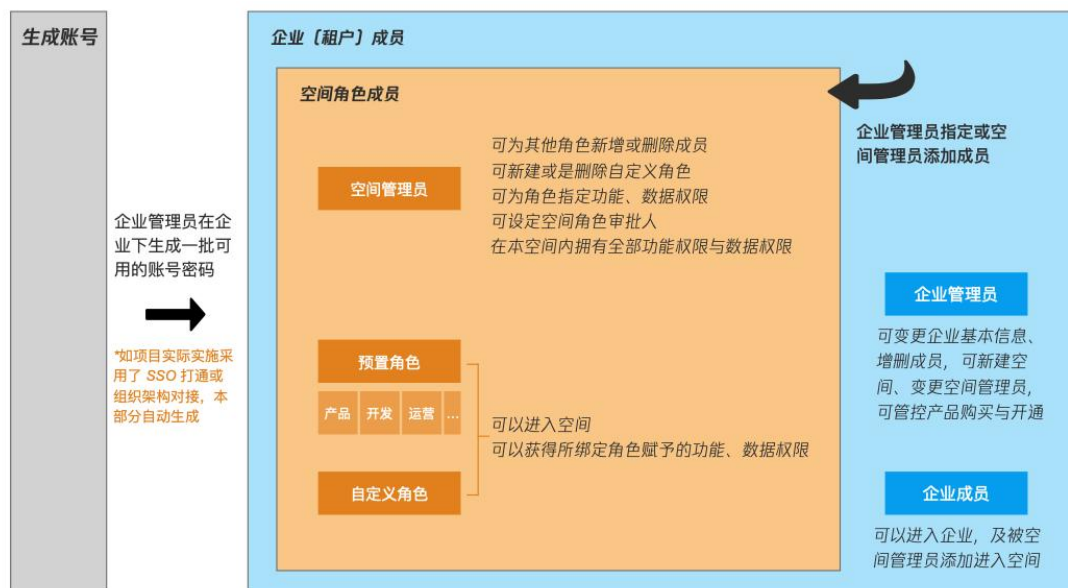 生成账号
企业管理员在企
业下生成一批可
用的账号密码
*如项目实际实施采
用了 SSO 打通或
组织架构对接，本
部分自动生成
企业（租户）成员
空间角色成员
空间管理员
可为其他角色新增或删除成员
可新建或是删除自定义角色
可为角色指定功能、数据权限
可设定空间角色审批人
在本空间内拥有全部功能权限与数据权限
预置角色
产品 开发 运营 ...
自定义角色
可以进入空间
可以获得所绑定角色赋予的功能、数据权限
企业管理员指定或空
间管理员添加成员
企业管理员
可变更企业基本信息、
增删成员，可新建空
间、变更空间管理员，
可管控产品购买与开通
企业成员
可以进入企业，及被空
间管理员添加进入空间